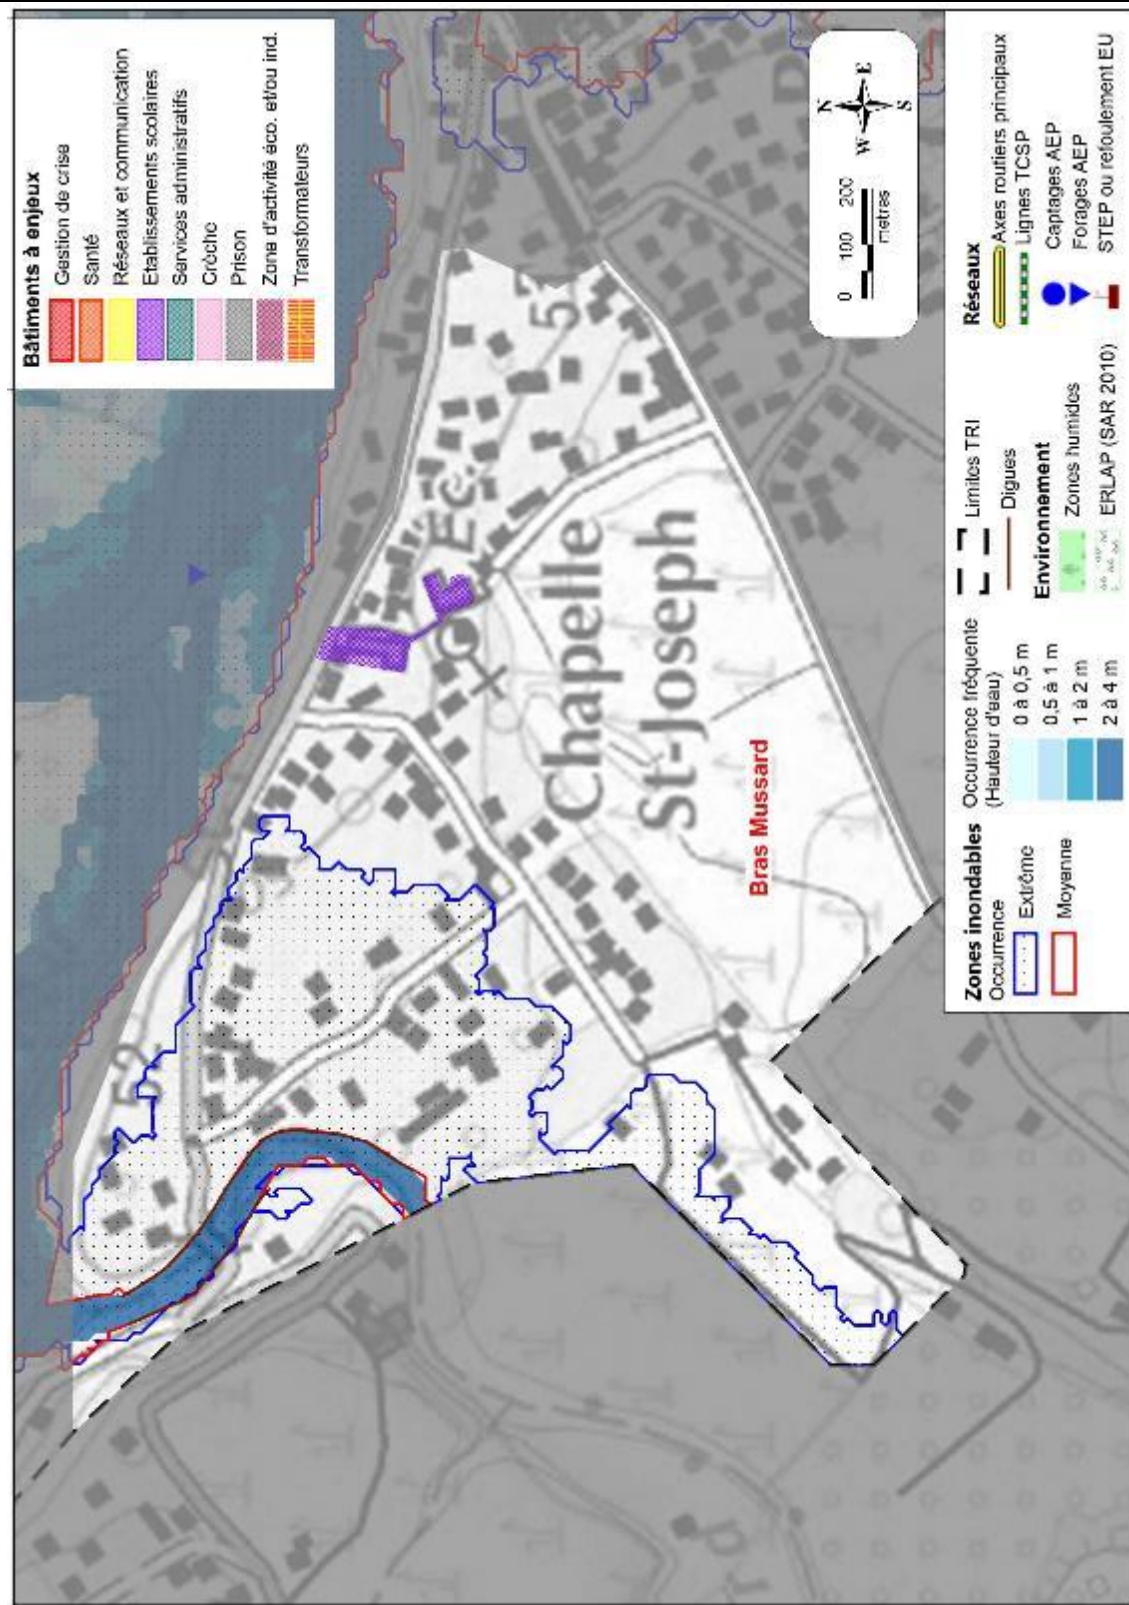 Bâtiments à enjeux
Gestion de crise
Santé
Réseaux et communication
Etablissements scolaires
Services administratifs
Crèche
Prison
Zone d'activité éco. et/ou ind.
Transformateurs
52
Ec.
Chapelle
St-Joseph
Bras Mussard
N
W E
S
0 100 200
metres
Zones inondables
Occurrence
Extrême
Moyenne
Occurrence fréquente
(Hauteur d'eau)
0 à 0,5 m
0,5 à 1 m
1 à 2 m
2 à 4 m
Limites TRI
Digues
Environnement
Zones humides
ERLAP (SAR 2010)
Réseaux
Axes routiers principaux
Lignes TCSP
Captages AEP
Forages AEP
STEP ou refoulement EU